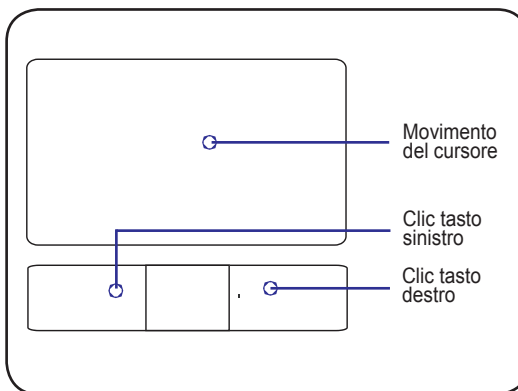 Movimento
del cursore
Clic tasto
sinistro
Clic tasto
destro